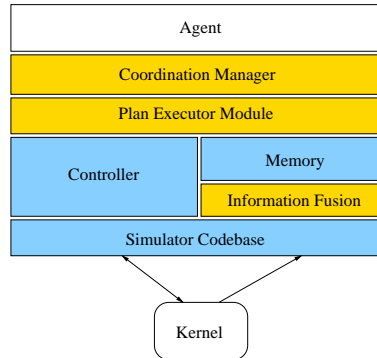 Agent
Coordination Manager
Plan Executor Module
Controller
Memory
Information Fusion
Simulator Codebase
Kernel